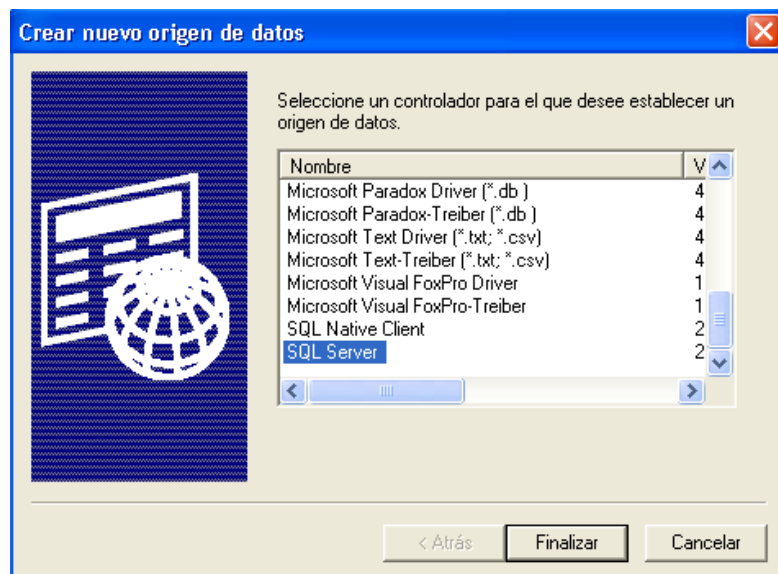 Crear nuevo origen de datos
Seleccione un controlador para el que desee establecer un
origen de datos.
Nombre V
Microsoft Paradox Driver (*.db ) 4
Microsoft Paradox-Treiber (*.db ) 4
Microsoft Text Driver (*.txt; *.csv) 4
Microsoft Text-Treiber (*.txt; *.csv) 4
Microsoft Visual FoxPro Driver 1
Microsoft Visual FoxPro-Treiber 1
SQL Native Client 2
SQL Server 2
< Atrás Finalizar Cancelar